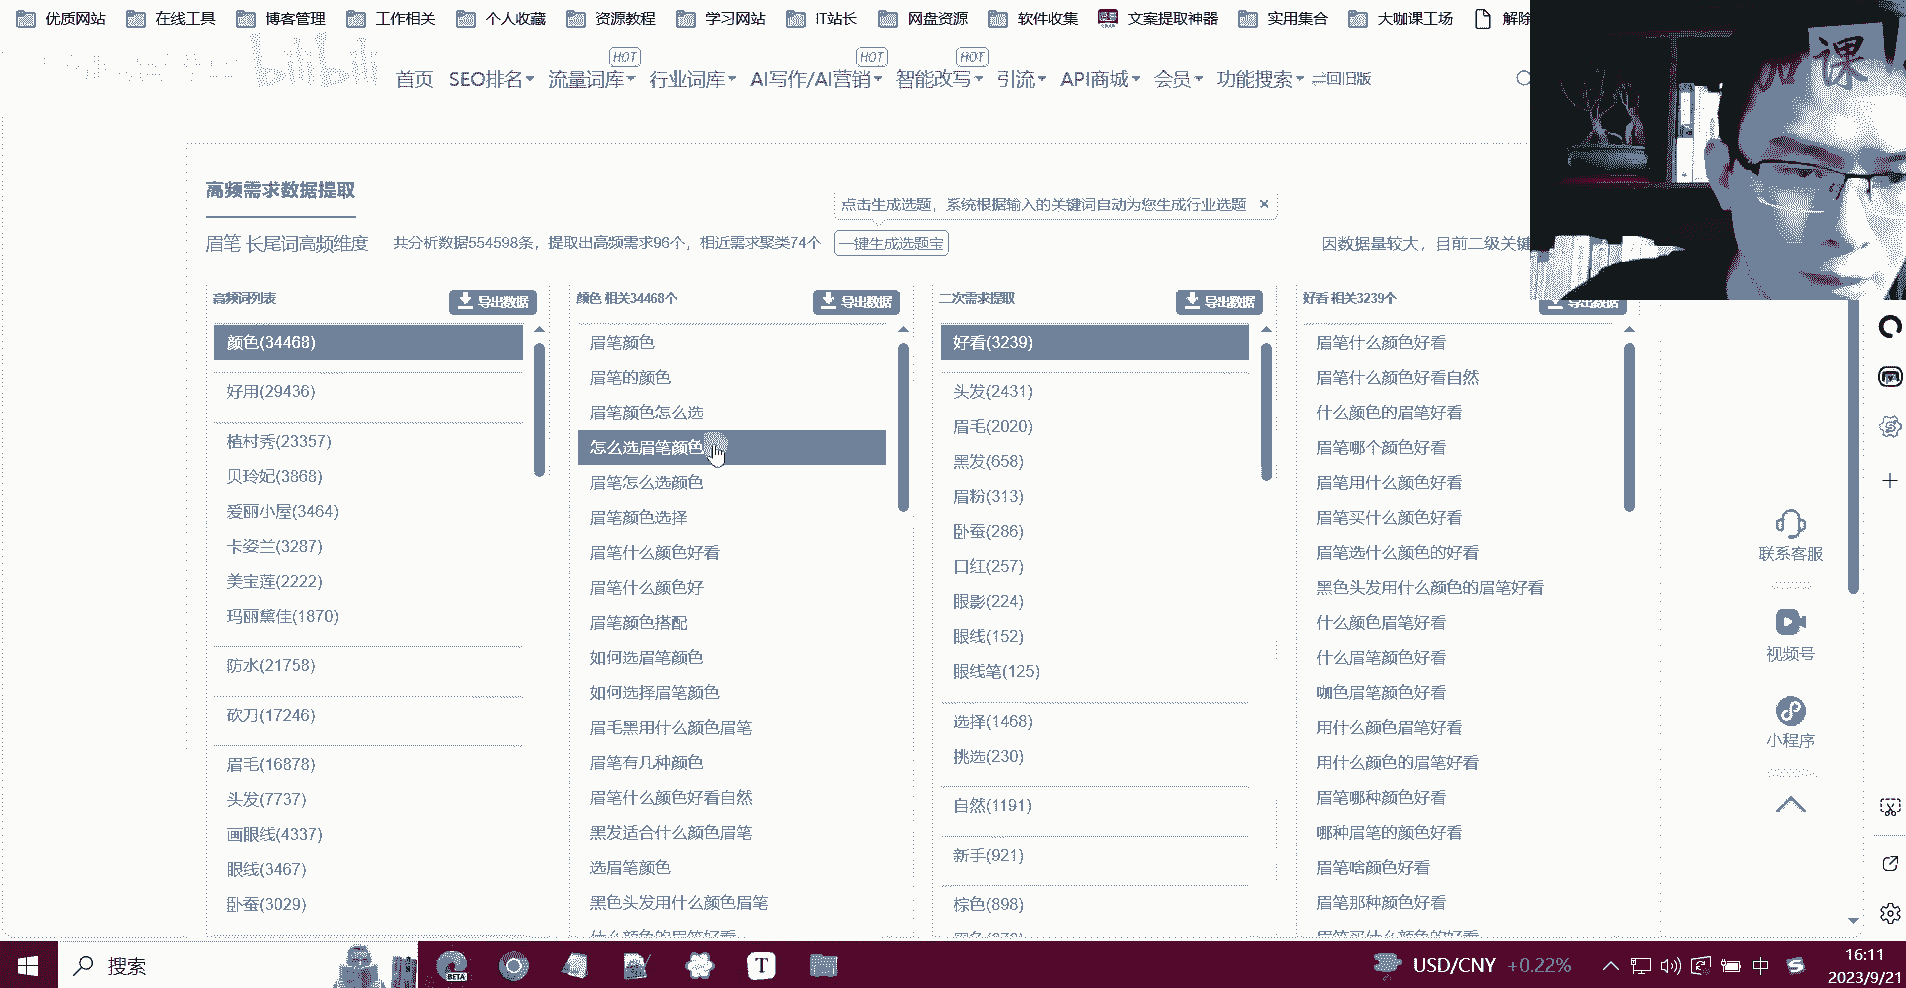 优质网站 在线工具 博客管理 工作相关 个人收藏 资源教程 学习网站 IT站长 网盘资源 软件收集 文案提取神器 实用集合 大咖课工场 解除
bilibili
课
HOT HOT HOT
首页 SEO排名 流量词库 行业词库 AI写作/AI营销 智能改写 引流 API商城 会员 功能搜索 回旧版
高频需求数据提取
点击生成选题，系统根据输入的关键词自动为您生成行业选题 ×
眉笔 长尾词高频维度 共分析数据554598条，提取出高频需求96个，相近需求聚类74个 一键生成选题宝 因数据量较大，目前二级关键
高频词列表 导出数据
颜色(34468)
好用(29436)
植村秀(23357)
贝玲妃(3868)
爱丽小屋(3464)
卡姿兰(3287)
美宝莲(2222)
玛丽黛佳(1870)
防水(21758)
砍刀(17246)
眉毛(16878)
头发(7737)
画眼线(4337)
眼线(3467)
卧蚕(3029)
颜色 相关34468个 导出数据
眉笔颜色
眉笔的颜色
眉笔颜色怎么选
怎么选眉笔颜色
眉笔怎么选颜色
眉笔颜色选择
眉笔什么颜色好看
眉笔什么颜色好
眉笔颜色搭配
如何选眉笔颜色
如何选择眉笔颜色
眉毛黑用什么颜色眉笔
眉笔有几种颜色
眉笔什么颜色好看自然
黑发适合什么颜色眉笔
选眉笔颜色
黑色头发用什么颜色眉笔
什么颜色的眉笔好看
二次需求提取 导出数据
好看(3239)
头发(2431)
眉毛(2020)
黑发(658)
眉粉(313)
卧蚕(286)
口红(257)
眼影(224)
眼线(152)
眼线笔(125)
选择(1468)
挑选(230)
自然(1191)
新手(921)
棕色(898)
好看 相关3239个 导出数据
眉笔什么颜色好看
眉笔什么颜色好看自然
什么颜色的眉笔好看
眉笔哪个颜色好看
眉笔用什么颜色好看
眉笔买什么颜色好看
眉笔选什么颜色的好看
黑色头发用什么颜色的眉笔好看
什么颜色眉笔好看
什么眉笔颜色好看
咖色眉笔颜色好看
用什么颜色眉笔好看
用什么颜色的眉笔好看
眉笔哪种颜色好看
哪种眉笔的颜色好看
眉笔啥颜色好看
眉笔那种颜色好看
眉笔买什么颜色好看
联系客服
视频号
小程序
搜索 BETA T USD/CNY +0.22% 中 16:11
2023/9/21